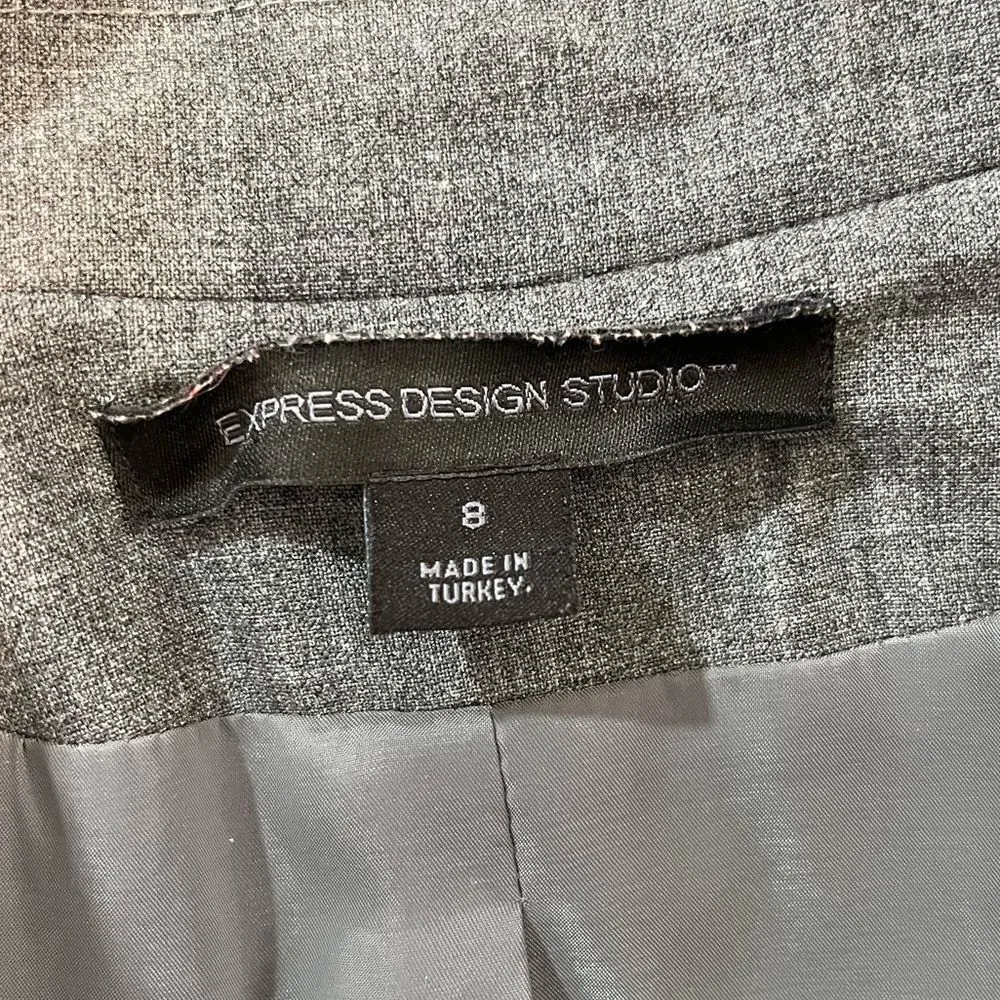 EXPRESS DESIGN STUDIO™
8
MADE IN
TURKEY.